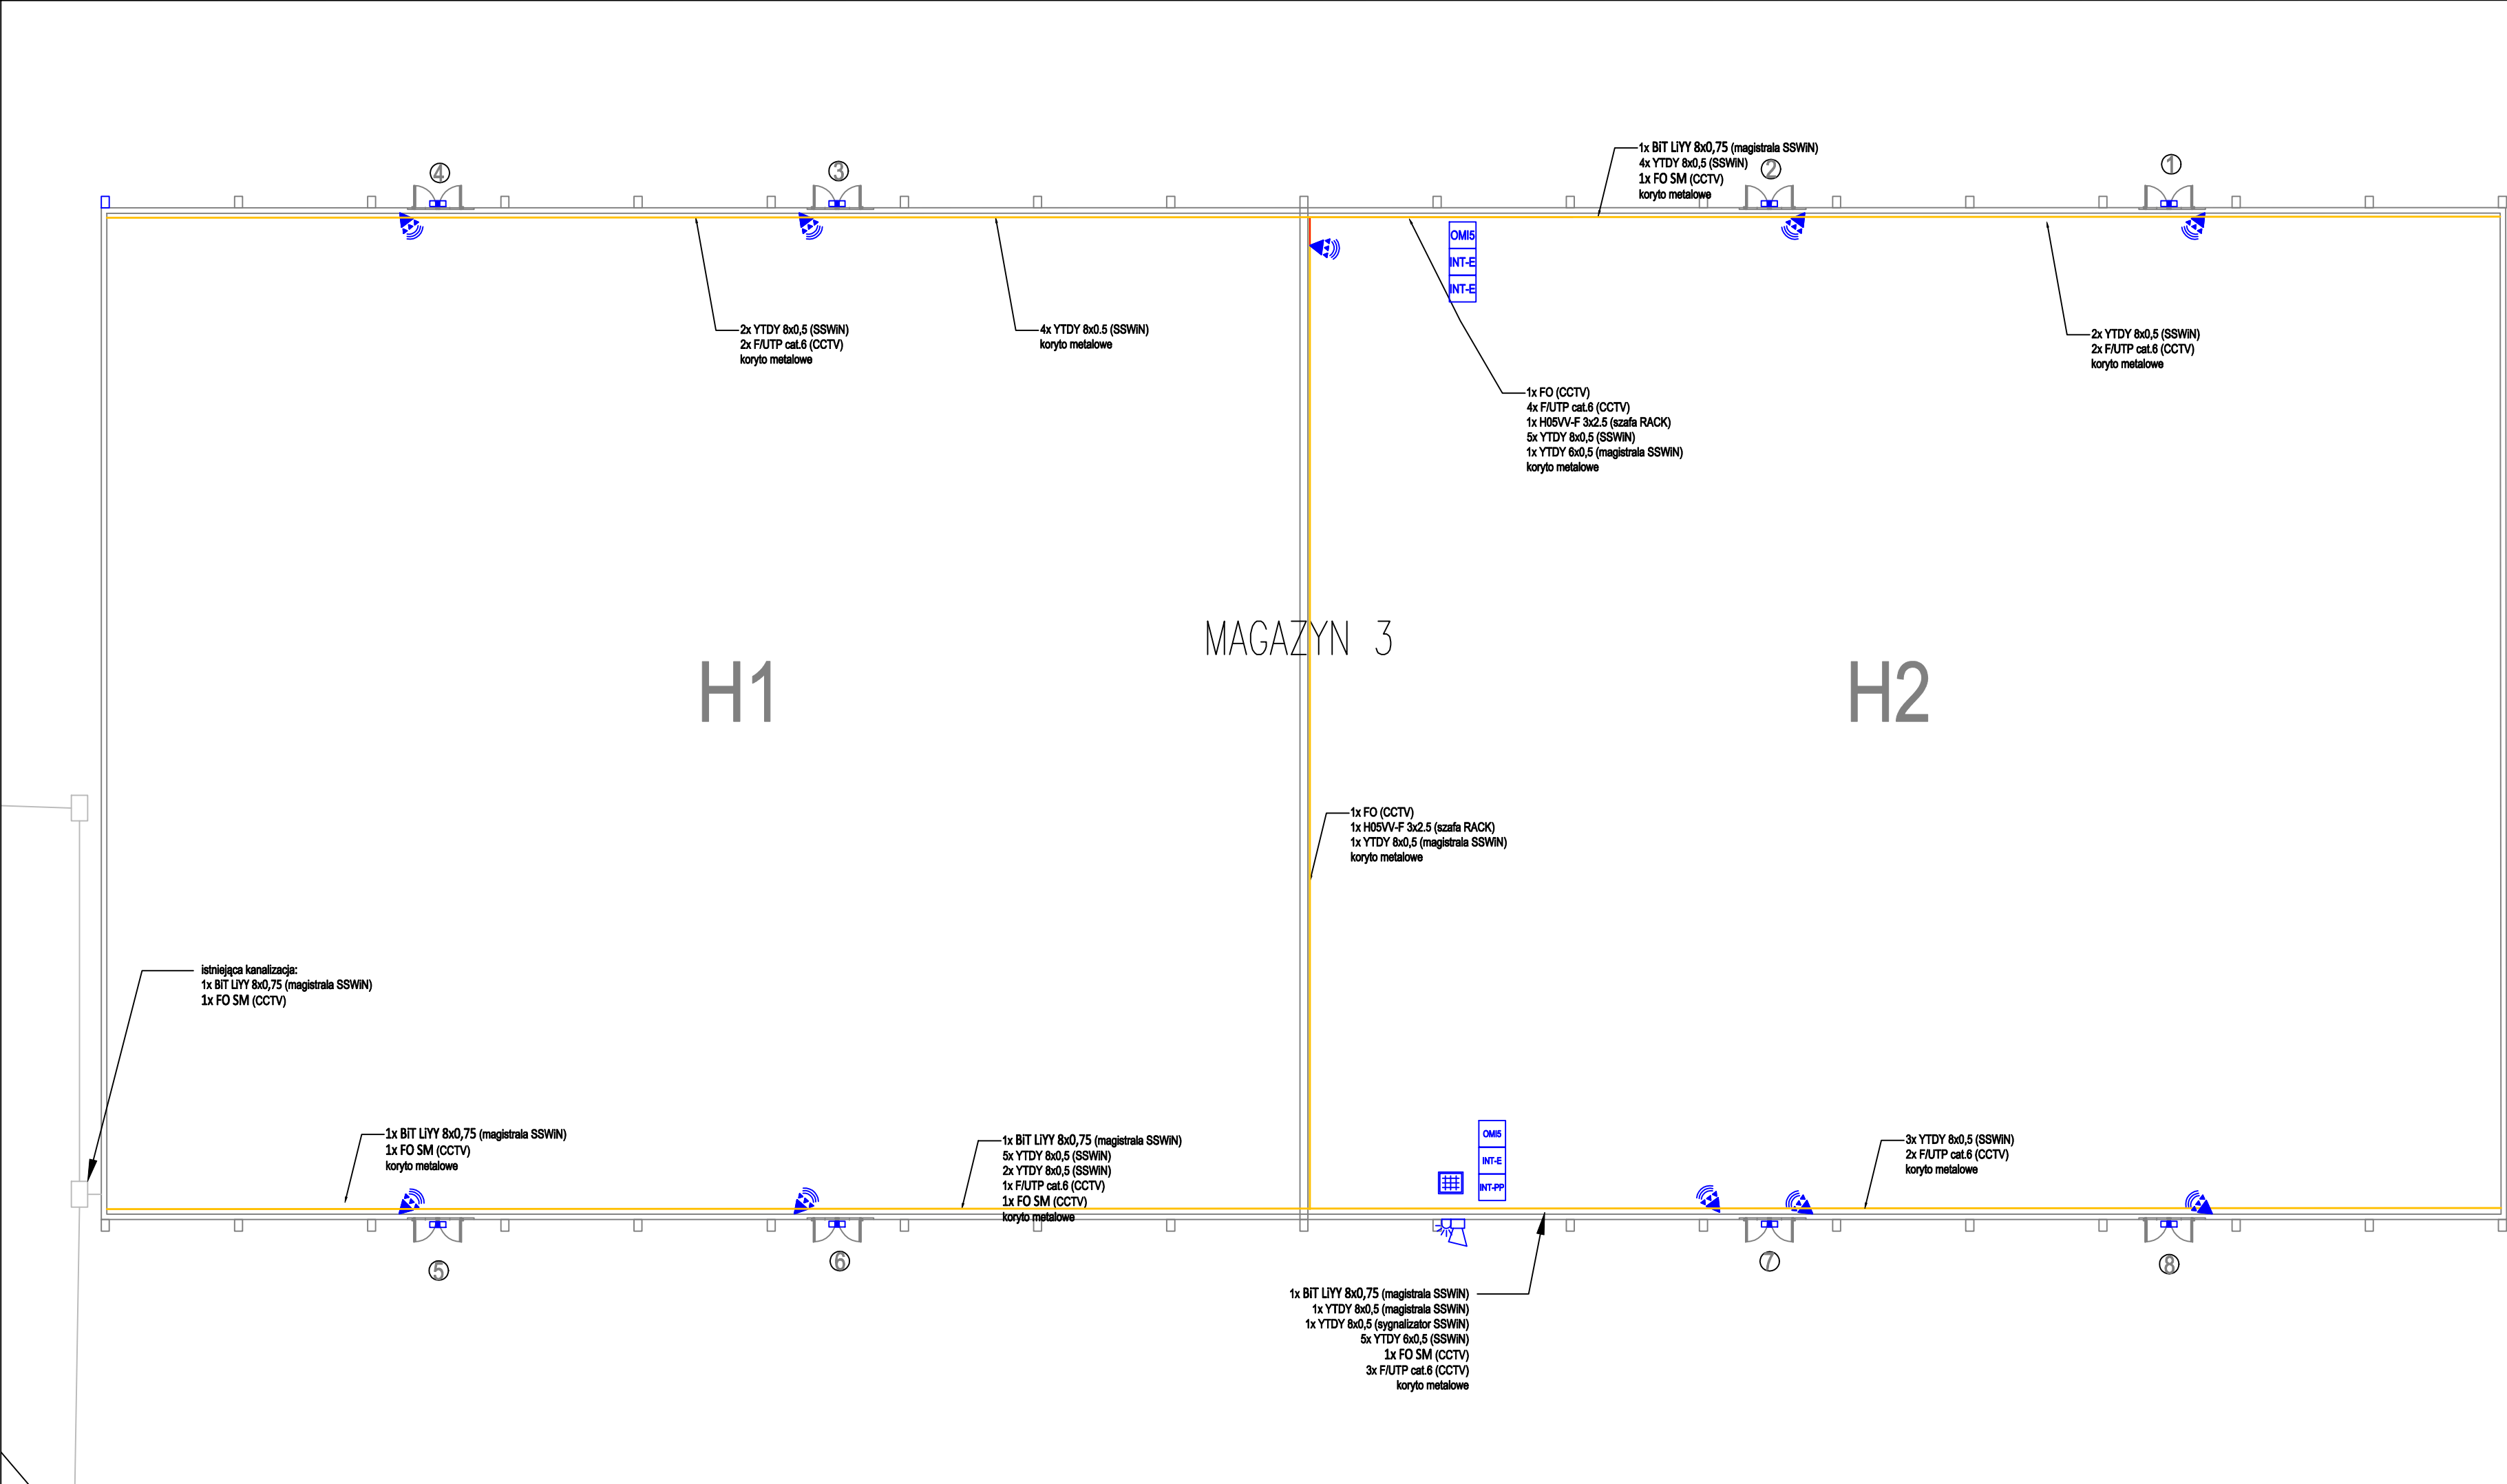 4
3
2
1
1x BiT LiYY 8x0,75 (magistrala SSWiN)
4x YTDY 8x0,5 (SSWiN)
1x FO SM (CCTV)
koryto metalowe
OMI5
INT-E
INT-E
2x YTDY 8x0,5 (SSWiN)
2x F/UTP cat.6 (CCTV)
koryto metalowe
4x YTDY 8x0.5 (SSWiN)
koryto metalowe
2x YTDY 8x0,5 (SSWiN)
2x F/UTP cat.6 (CCTV)
koryto metalowe
1x FO (CCTV)
4x F/UTP cat.6 (CCTV)
1x H05VV-F 3x2.5 (szafa RACK)
5x YTDY 8x0,5 (SSWiN)
1x YTDY 6x0,5 (magistrala SSWiN)
koryto metalowe
MAGAZYN 3
H1
H2
1x FO (CCTV)
1x H05VV-F 3x2.5 (szafa RACK)
1x YTDY 8x0,5 (magistrala SSWiN)
koryto metalowe
istniejąca kanalizacja:
1x BiT LiYY 8x0,75 (magistrala SSWiN)
1x FO SM (CCTV)
1x BiT LiYY 8x0,75 (magistrala SSWiN)
1x FO SM (CCTV)
koryto metalowe
1x BiT LiYY 8x0,75 (magistrala SSWiN)
5x YTDY 8x0,5 (SSWiN)
2x YTDY 8x0,5 (SSWiN)
1x F/UTP cat.6 (CCTV)
1x FO SM (CCTV)
koryto metalowe
OMI5
INT-E
INT-PP
3x YTDY 8x0,5 (SSWiN)
2x F/UTP cat.6 (CCTV)
koryto metalowe
5
6
7
8
1x BiT LiYY 8x0,75 (magistrala SSWiN)
1x YTDY 8x0,5 (magistrala SSWiN)
1x YTDY 8x0,5 (sygnalizator SSWiN)
5x YTDY 6x0,5 (SSWiN)
1x FO SM (CCTV)
3x F/UTP cat.6 (CCTV)
koryto metalowe